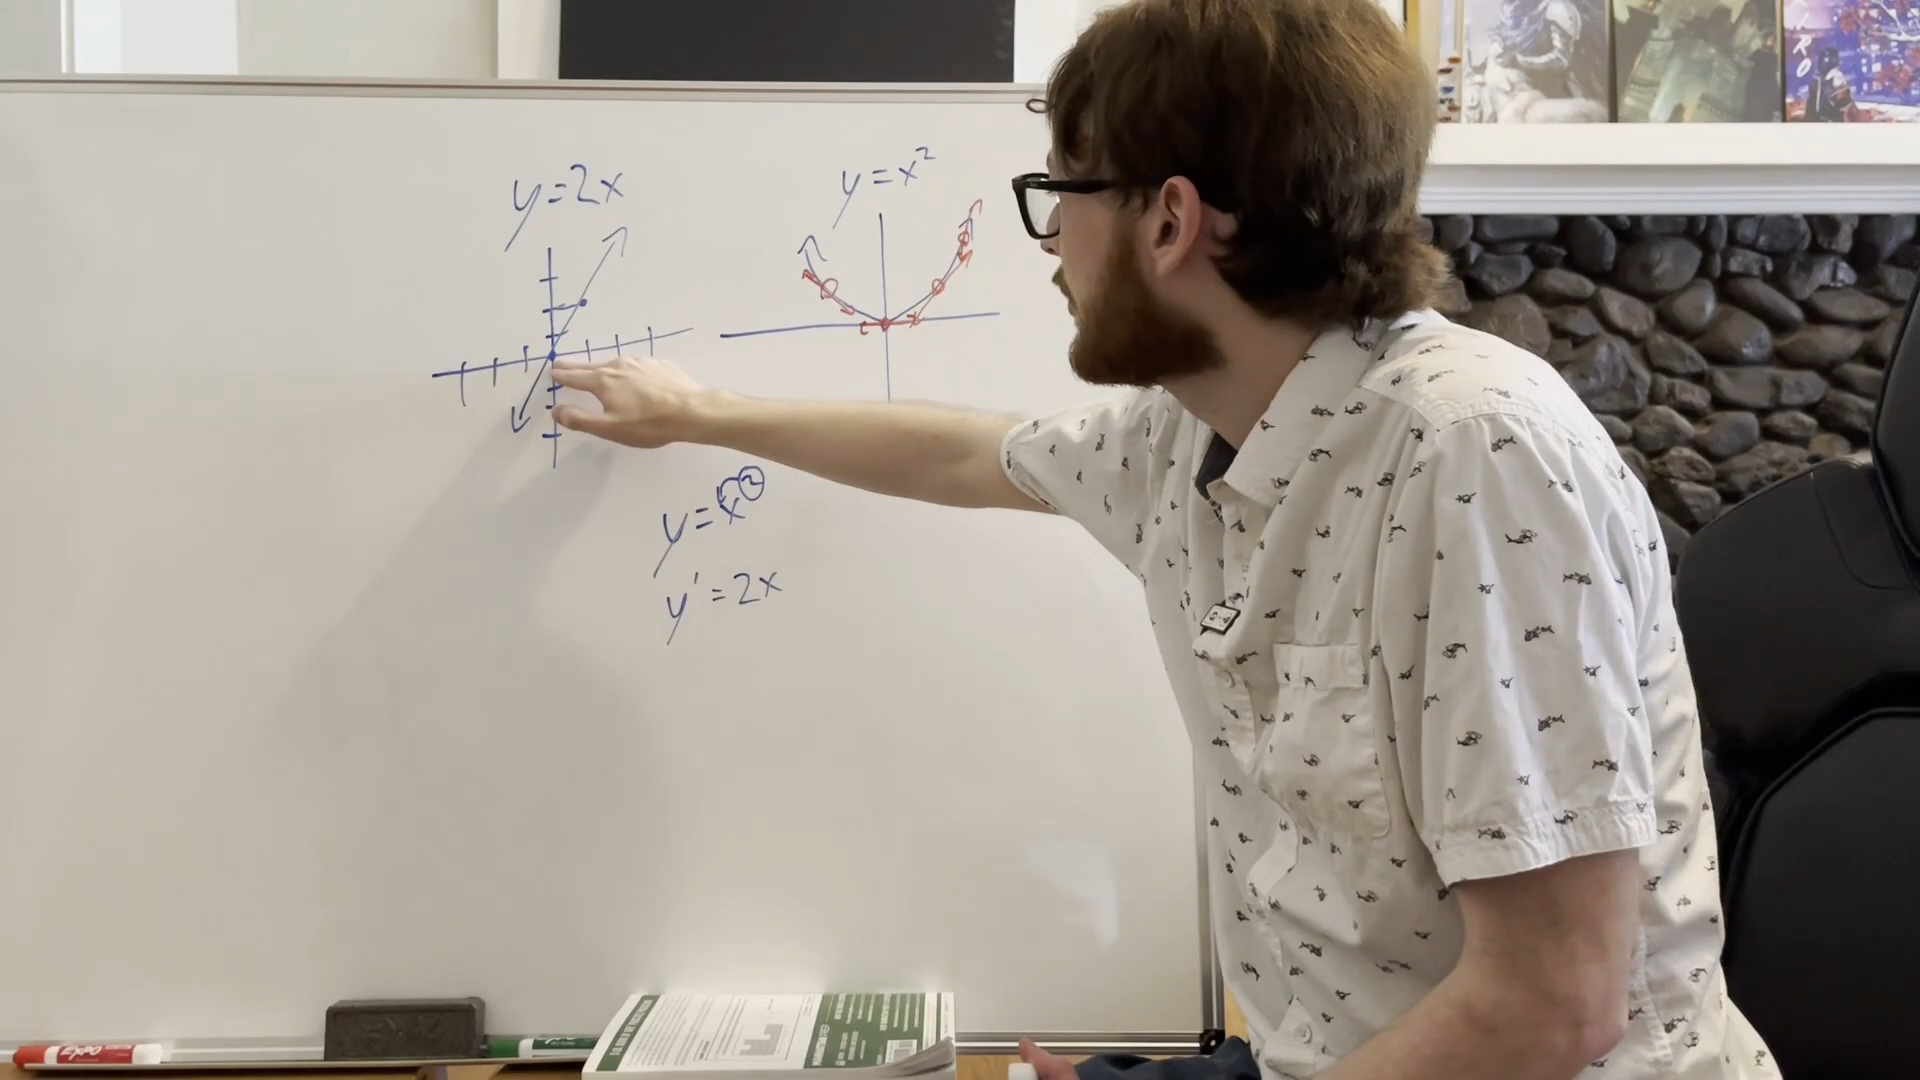 y=2x
y=x²
y=x²
y'=2x
EXPO